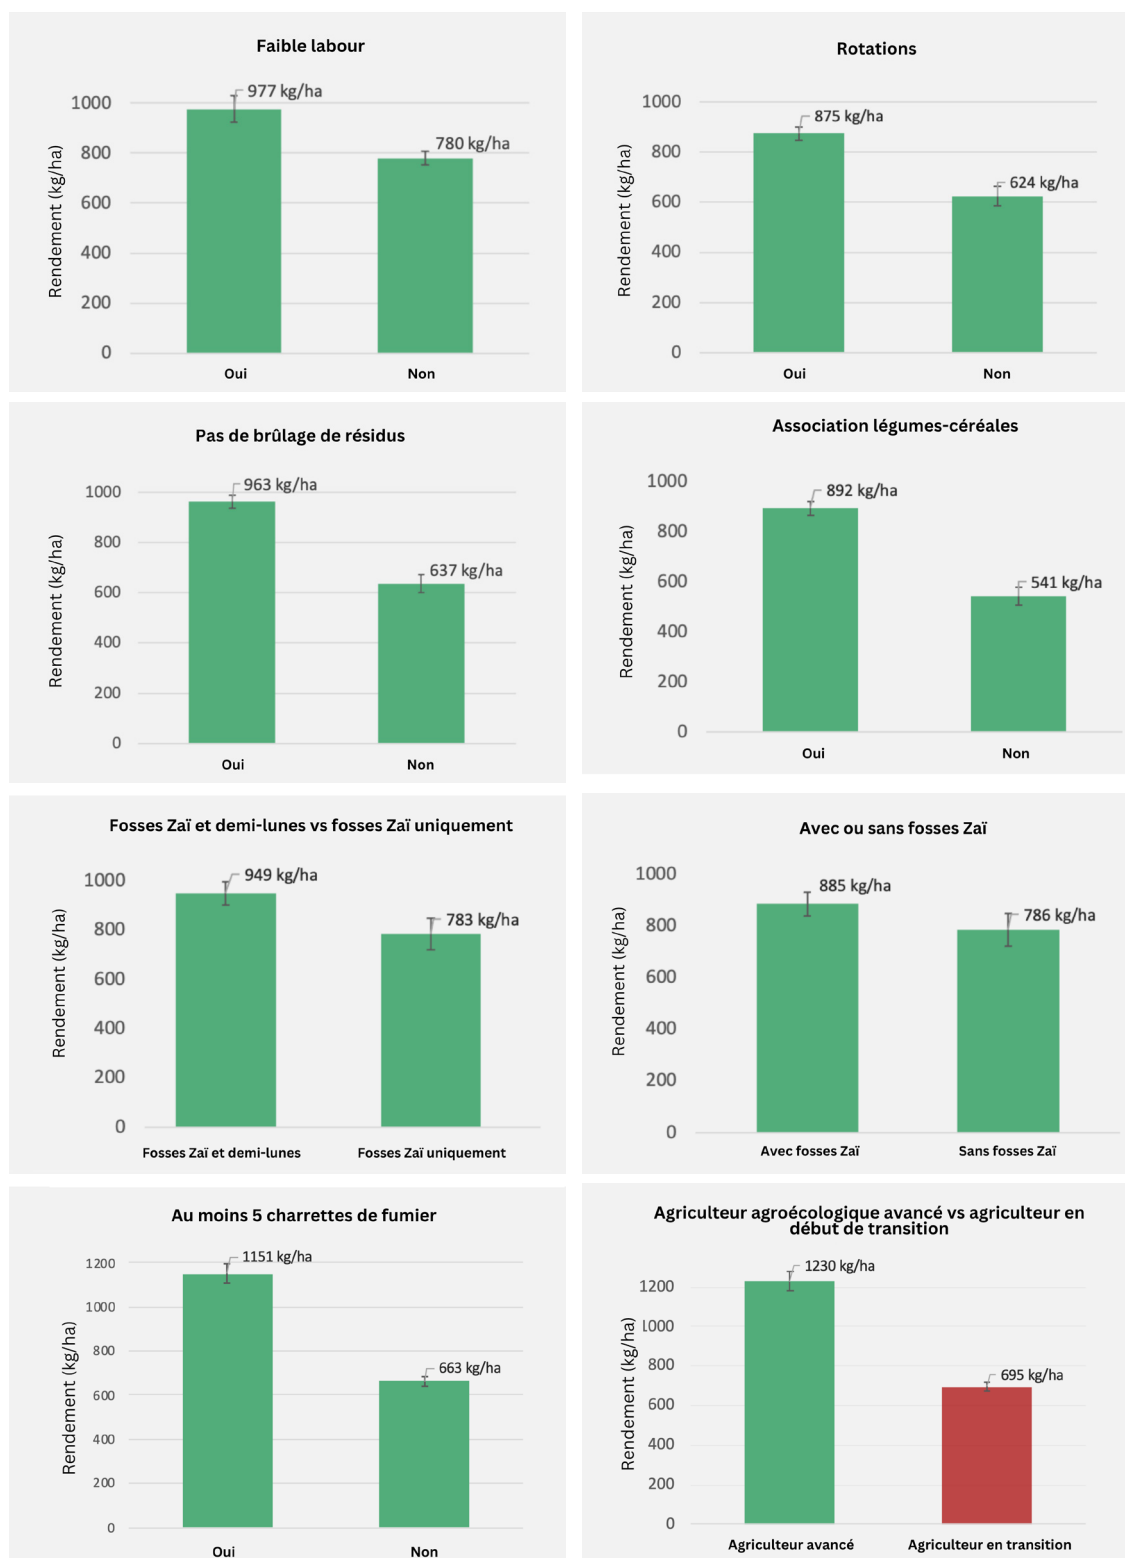 Faible labour
977 kg/ha
780 kg/ha
1000
800
600
400
200
0
Rendement (kg/ha)
Oui
Non
Rotations
875 kg/ha
624 kg/ha
1000
800
600
400
200
0
Rendement (kg/ha)
Oui
Non
Pas de brûlage de résidus
963 kg/ha
637 kg/ha
1000
800
600
400
200
0
Rendement (kg/ha)
Oui
Non
Association légumes-céréales
892 kg/ha
541 kg/ha
1000
800
600
400
200
0
Rendement (kg/ha)
Oui
Non
Fosses Zaï et demi-lunes vs fosses Zaï uniquement
949 kg/ha
783 kg/ha
1000
800
600
400
200
0
Rendement (kg/ha)
Fosses Zaï et demi-lunes
Fosses Zaï uniquement
Avec ou sans fosses Zaï
885 kg/ha
786 kg/ha
1000
800
600
400
200
0
Rendement (kg/ha)
Avec fosses Zaï
Sans fosses Zaï
Au moins 5 charrettes de fumier
1151 kg/ha
663 kg/ha
1200
1000
800
600
400
200
0
Rendement (kg/ha)
Oui
Non
Agriculteur agroécologique avancé vs agriculteur en
début de transition
1230 kg/ha
695 kg/ha
1200
1000
800
600
400
200
0
Rendement (kg/ha)
Agriculteur avancé
Agriculteur en transition